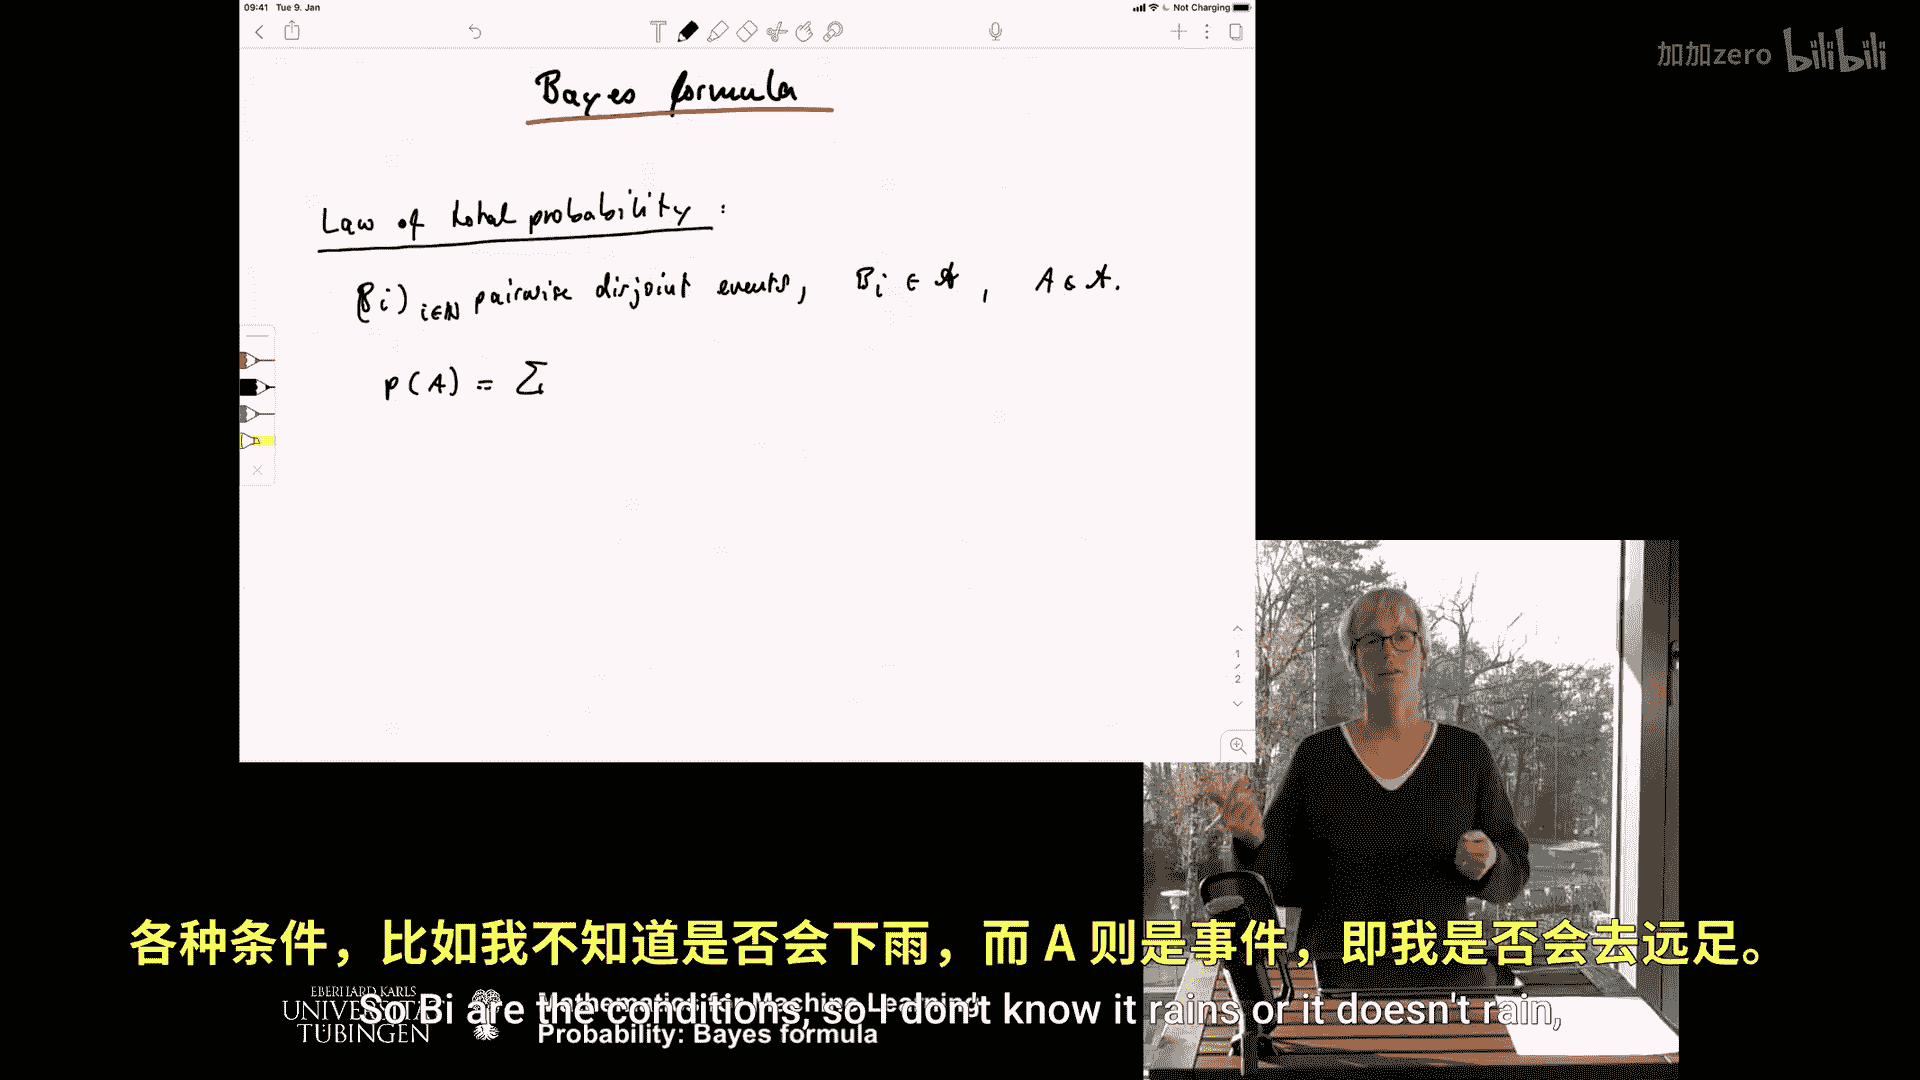 09:41 Tue 9. Jan
Not Charging
加加zero bilibili
Bayes formula
Law of total probability :
(Bi) i∈ℕ pairwise disjoint events, Bi ∈ 𝒜 , A ∈ 𝒜.
P(A) = Σ
1
/
2
各种条件，比如我不知道是否会下雨，而 A 则是事件，即我是否会去远足。
So Bi are the conditions, so I don't know it rains or it doesn't rain,
EBERHARD KARLS
UNIVERSITÄT
TÜBINGEN
Mathematics for Machine Learning
Probability: Bayes formula